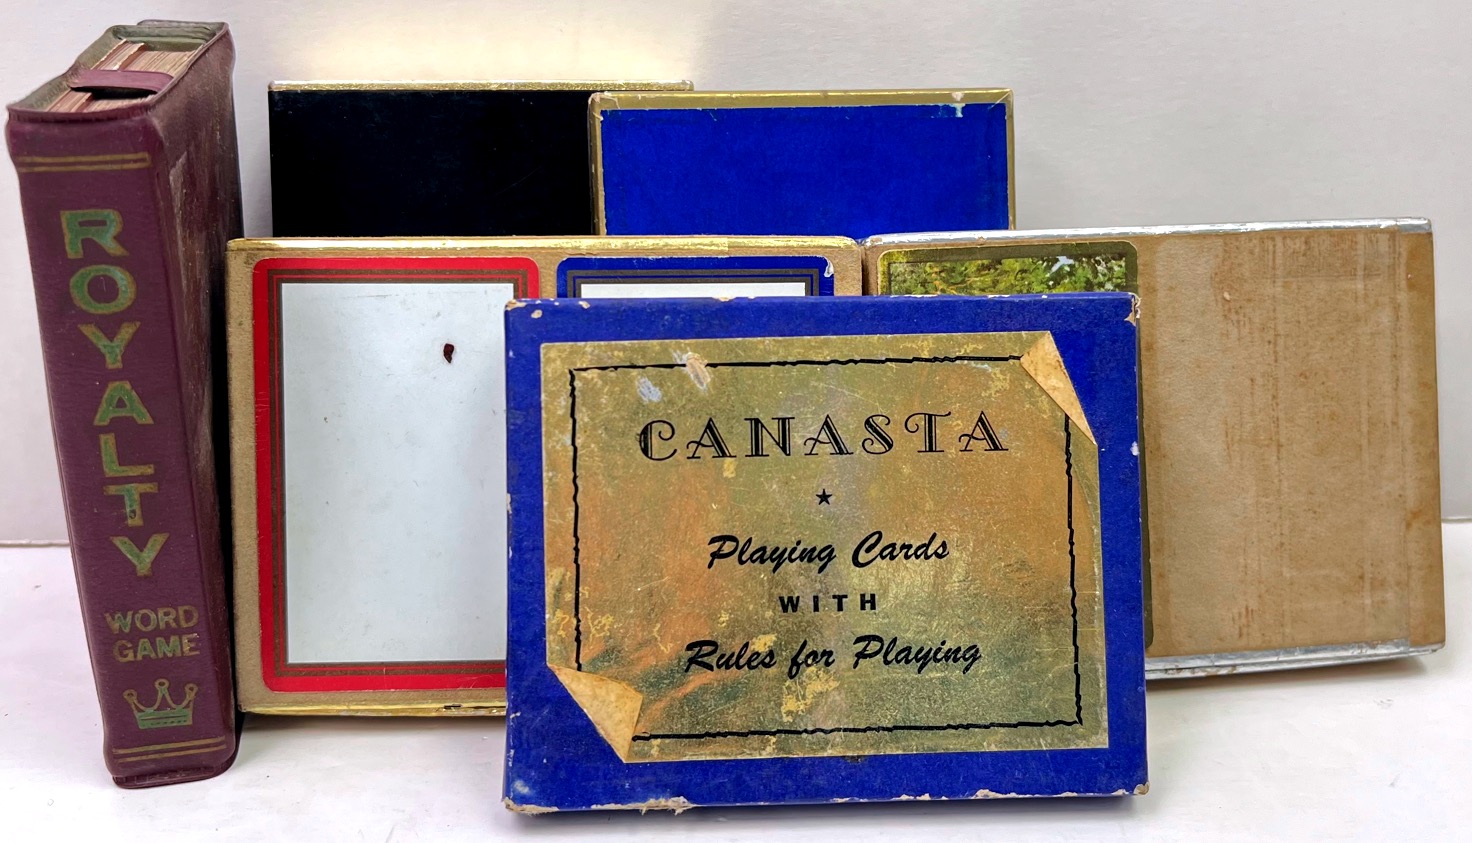 ROYALTY
WORD
GAME
CANASTA
Playing Cards
WITH
Rules for Playing